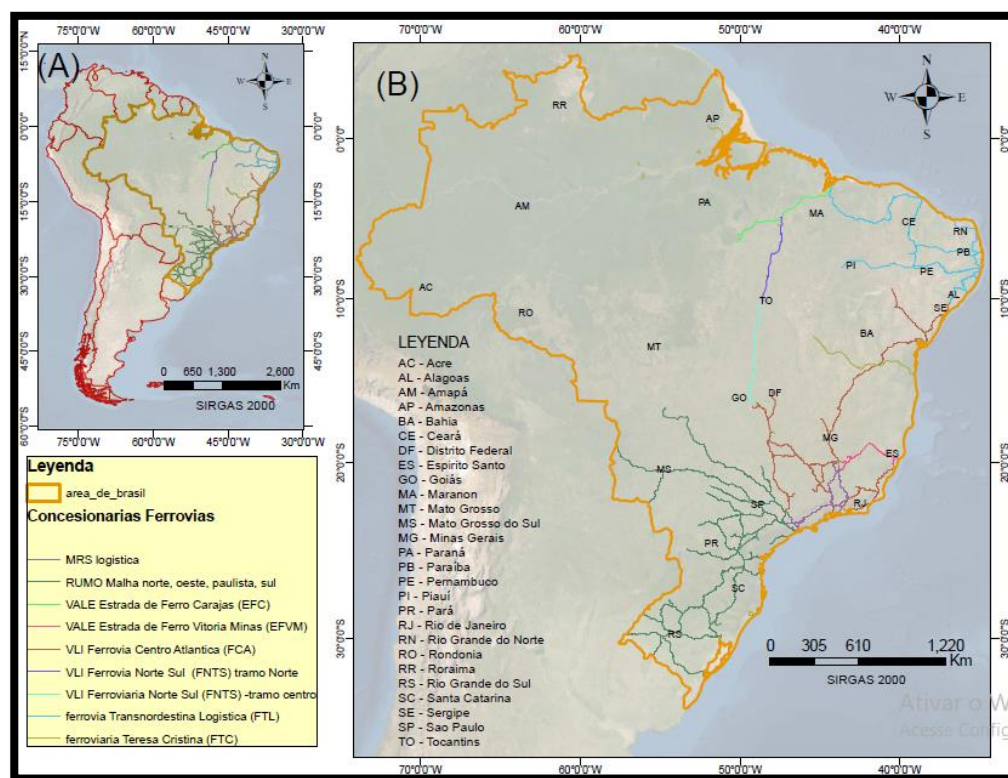 75°0'0"W 60°0'0"W 45°0'0"W 30°0'0"W
(A)
N
W E
S
15°0'0"N
0°0'0"
15°0'0"S
30°0'0"S
45°0'0"S
60°0'0"S
0 650 1,300 2,600
Km
SIRGAS 2000
75°0'0"W 60°0'0"W 45°0'0"W 30°0'0"W
Leyenda
area_de_brasil
Concesionarias Ferrovias
MRS logistica
RUMO Malha norte, oeste, paulista, sul
VALE Estrada de Ferro Carajas (EFC)
VALE Estrada de Ferro Vitoria Minas (EFVM)
VLI Ferrovia Centro Atlantica (FCA)
VLI Ferrovia Norte Sul (FNTS) tramo Norte
VLI Ferroviaria Norte Sul (FNTS) -tramo centro
ferrovia Transnordestina Logistica (FTL)
ferroviaria Teresa Cristina (FTC)
70°0'0"W 60°0'0"W 50°0'0"W 40°0'0"W
(B)
N
W E
S
0°0'0"
10°0'0"S
20°0'0"S
30°0'0"S
0°0'0"
10°0'0"S
20°0'0"S
30°0'0"S
RR
AP
AM
PA
MA
CE
RN
PB
PI
PE
AC
RO
TO
AL
SE
BA
MT
GO
DF
MG
ES
MS
SP
RJ
PR
SC
RS
LEYENDA
AC - Acre
AL - Alagoas
AM - Amapá
AP - Amazonas
BA - Bahia
CE - Ceará
DF - Distrito Federal
ES - Espirito Santo
GO - Goiás
MA - Maranon
MT - Mato Grosso
MS - Mato Grosso do Sul
MG - Minas Gerais
PA - Paraná
PB - Paraíba
PE - Pernambuco
PI - Piauí
PR - Pará
RJ - Rio de Janeiro
RN - Rio Grande do Norte
RO - Rondonia
RR - Roraima
RS - Rio Grande do Sul
SC - Santa Catarina
SE - Sergipe
SP - Sao Paulo
TO - Tocantins
0 305 610 1,220
Km
SIRGAS 2000
Ativar o W
Acesse Config
70°0'0"W 60°0'0"W 50°0'0"W 40°0'0"W